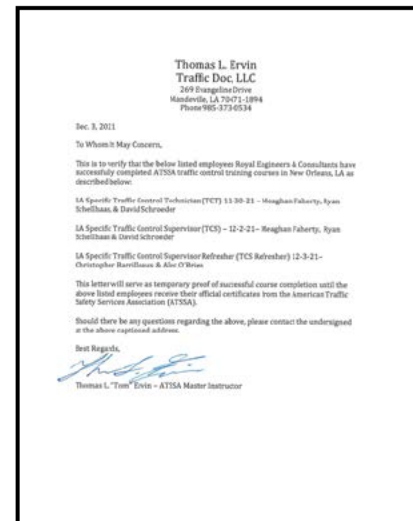 Thomas L. Ervin
Traffic Doc, LLC
269 Evangeline Drive
Mandeville, LA 70471-1894
Phone 985-373-0534
Dec. 3, 2011
To Whom it May Concern,
This is to verify that the below listed employees Royal Engineers & Consultants have
successfully completed ATSSA traffic control training courses in New Orleans, LA as
described below:
LA Specific Traffic Control Technician (TCT) 11-30-21 – Meaghan Faherty, Ryan
Schellhaas, & David Schroeder
LA Specific Traffic Control Supervisor (TCS) – 12-2-21– Meaghan Faherty, Ryan
Schellhaas & David Schroeder
LA Specific Traffic Control Supervisor Refresher (TCS Refresher) 12-3-21–
Christopher Barrilleaux & Alec O'Brien
This letter will serve as temporary proof of successful course completion until the
above listed employees receive their official certificates from the American Traffic
Safety Services Association (ATSSA).
Should there be any questions regarding the above, please contact the undersigned
at the above captioned address.
Best Regards,
Thomas L. "Tom" Ervin – ATSSA Master Instructor